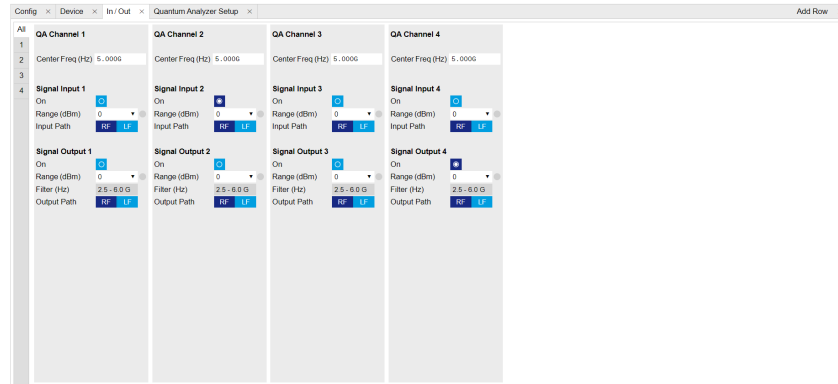 Config × Device × In / Out × Quantum Analyzer Setup × Add Row
All
1
2
3
4
QA Channel 1
Center Freq (Hz) 5.000G
Signal Input 1
On
Range (dBm) 0
Input Path RF LF
Signal Output 1
On
Range (dBm) 0
Filter (Hz) 2.5 - 6.0 G
Output Path RF LF
QA Channel 2
Center Freq (Hz) 5.000G
Signal Input 2
On
Range (dBm) 0
Input Path RF LF
Signal Output 2
On
Range (dBm) 0
Filter (Hz) 2.5 - 6.0 G
Output Path RF LF
QA Channel 3
Center Freq (Hz) 5.000G
Signal Input 3
On
Range (dBm) 0
Input Path RF LF
Signal Output 3
On
Range (dBm) 0
Filter (Hz) 2.5 - 6.0 G
Output Path RF LF
QA Channel 4
Center Freq (Hz) 5.000G
Signal Input 4
On
Range (dBm) 0
Input Path RF LF
Signal Output 4
On
Range (dBm) 0
Filter (Hz) 2.5 - 6.0 G
Output Path RF LF